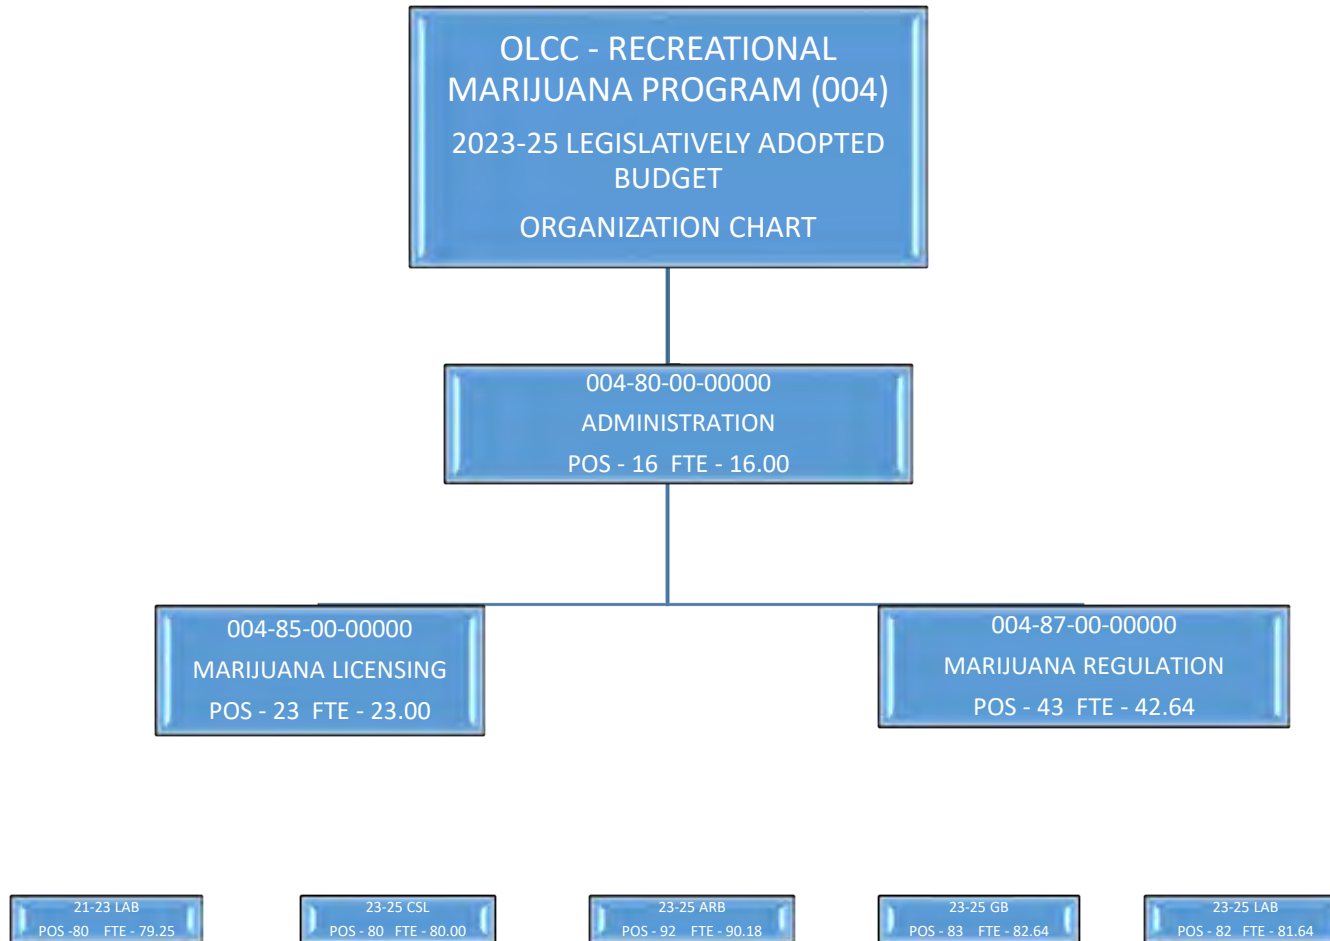 OLCC - RECREATIONAL
MARIJUANA PROGRAM (004)
2023-25 LEGISLATIVELY ADOPTED
BUDGET
ORGANIZATION CHART
004-80-00-00000
ADMINISTRATION
POS - 16 FTE - 16.00
004-85-00-00000
MARIJUANA LICENSING
POS - 23 FTE - 23.00
004-87-00-00000
MARIJUANA REGULATION
POS - 43 FTE - 42.64
21-23 LAB
POS -80 FTE - 79.25
23-25 CSL
POS - 80 FTE - 80.00
23-25 ARB
POS - 92 FTE - 90.18
23-25 GB
POS - 83 FTE - 82.64
23-25 LAB
POS - 82 FTE - 81.64